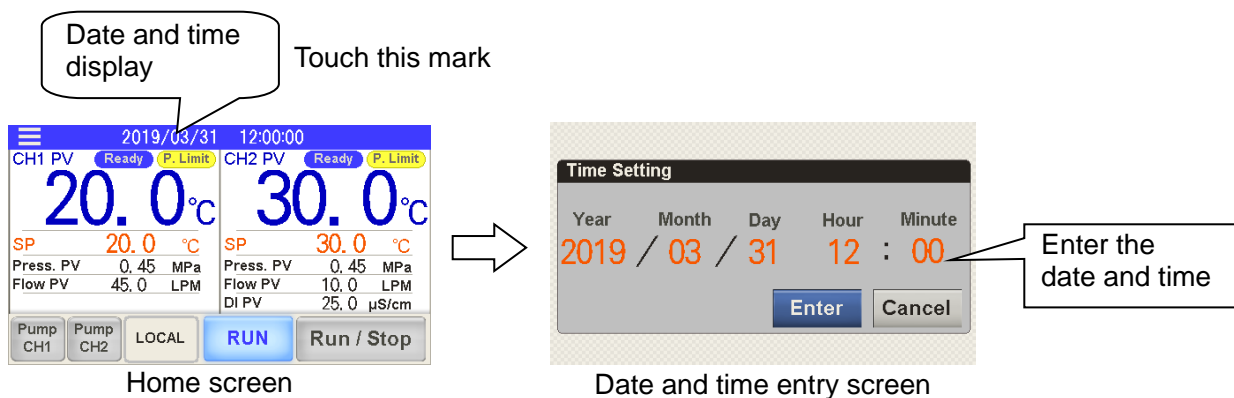 Date and time
display
Touch this mark
2019/03/31 12:00:00
CH1 PV Ready P. Limit CH2 PV Ready P. Limit
20. 0 ℃ 30. 0 ℃
SP 20. 0 ℃ SP 30. 0 ℃
Press. PV 0. 45 MPa Press. PV 0. 45 MPa
Flow PV 45. 0 LPM Flow PV 10. 0 LPM
DI PV 25. 0 µS/cm
Pump
CH1
Pump
CH2
LOCAL
RUN
Run / Stop
Home screen
Time Setting
Year Month Day Hour Minute
2019 / 03 / 31 12 : 00
Enter Cancel
Enter the
date and time
Date and time entry screen